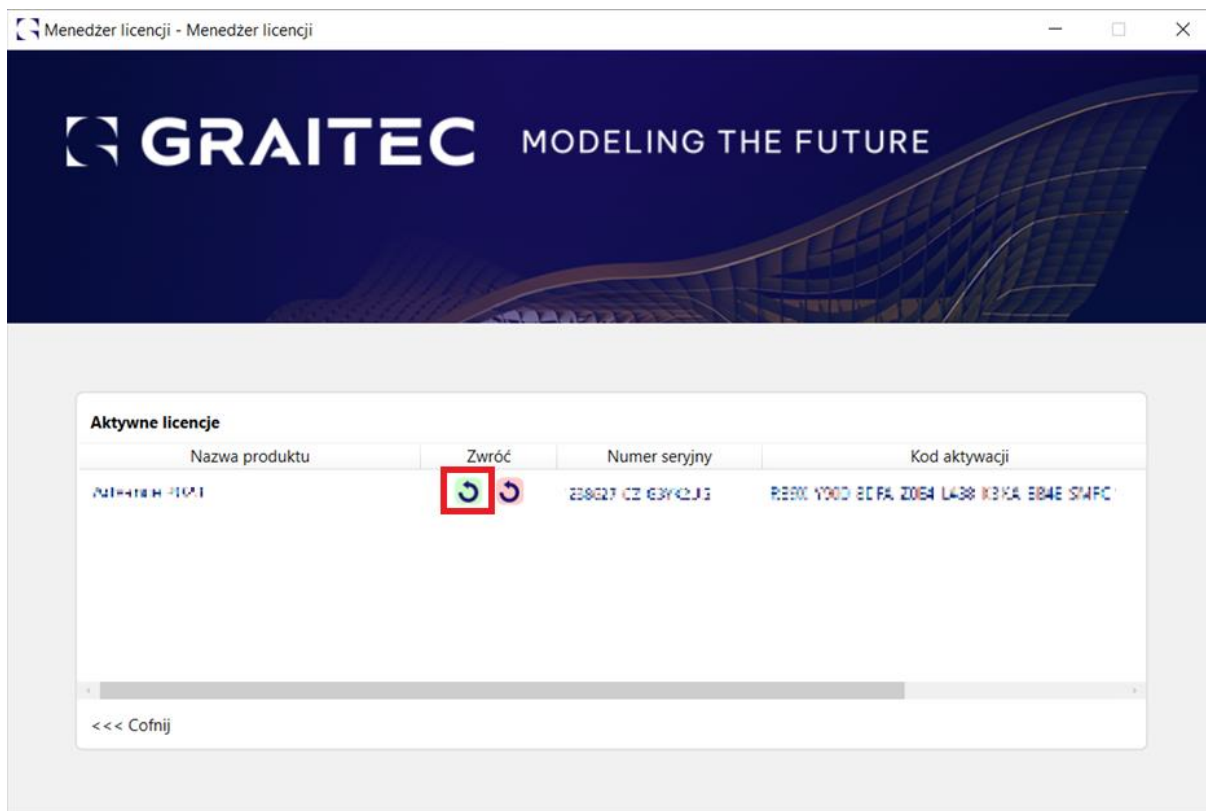 Menedżer licencji - Menedżer licencji
GRAITEC MODELING THE FUTURE
Aktywne licencje
Nazwa produktu Zwróć Numer seryjny Kod aktywacji
<<< Cofnij